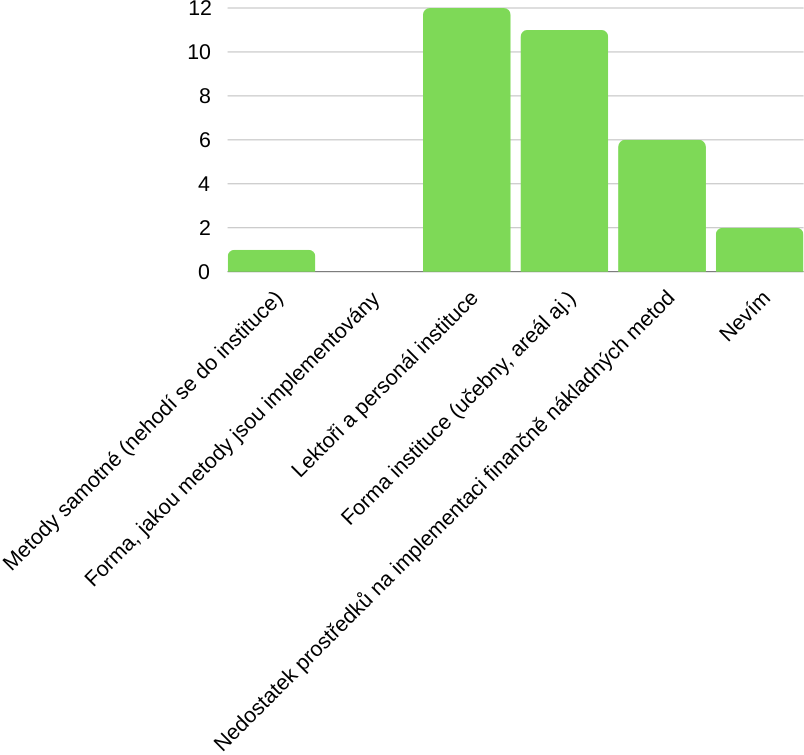 12
10
8
6
4
2
0
Metody samotné (nehodí se do instituce)
Forma, jakou metody jsou implementovány
Lektoři a personál instituce
Forma instituce (učebny, areál aj.)
Nedostatek prostředků na implementaci finančně nákladných metod
Nevím